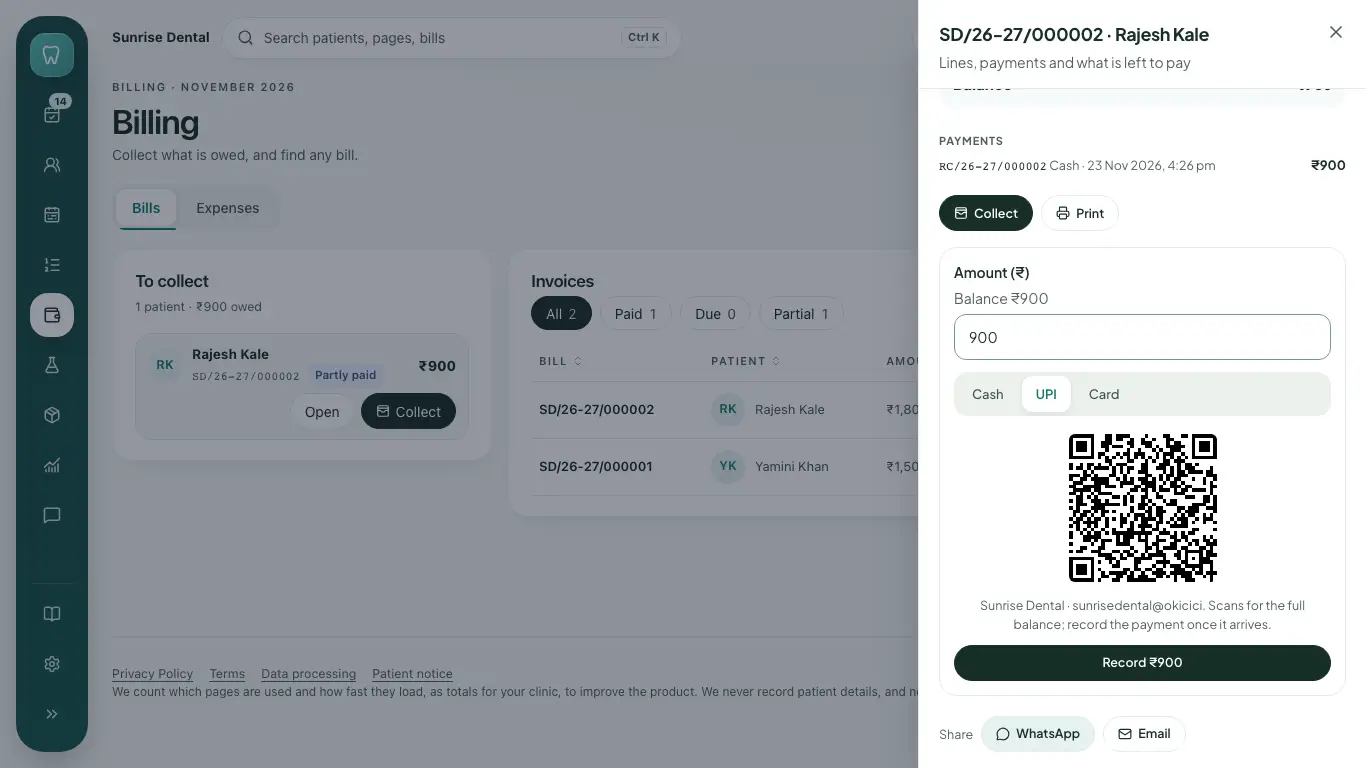 14
Sunrise Dental
Search patients, pages, bills
Ctrl K
BILLING · NOVEMBER 2026
Billing
Collect what is owed, and find any bill.
Bills
Expenses
To collect
1 patient · ₹900 owed
RK
Rajesh Kale
SD/26-27/000002
Partly paid
₹900
Open
Collect
Invoices
All 2
Paid 1
Due 0
Partial 1
BILL
PATIENT
SD/26-27/000002
RK
Rajesh Kale
SD/26-27/000001
YK
Yamini Khan
Privacy Policy
Terms
Data processing
Patient notice
We count which pages are used and how fast they load, as totals for your clinic, to improve the product. We never record patient details, and
SD/26-27/000002 · Rajesh Kale
Lines, payments and what is left to pay
PAYMENTS
RC/26-27/000002 Cash · 23 Nov 2026, 4:26 pm
₹900
Collect
Print
Amount (₹)
Balance ₹900
900
Cash
UPI
Card
Sunrise Dental · sunrisedental@okicici. Scans for the full
balance; record the payment once it arrives.
Record ₹900
Share
WhatsApp
Email